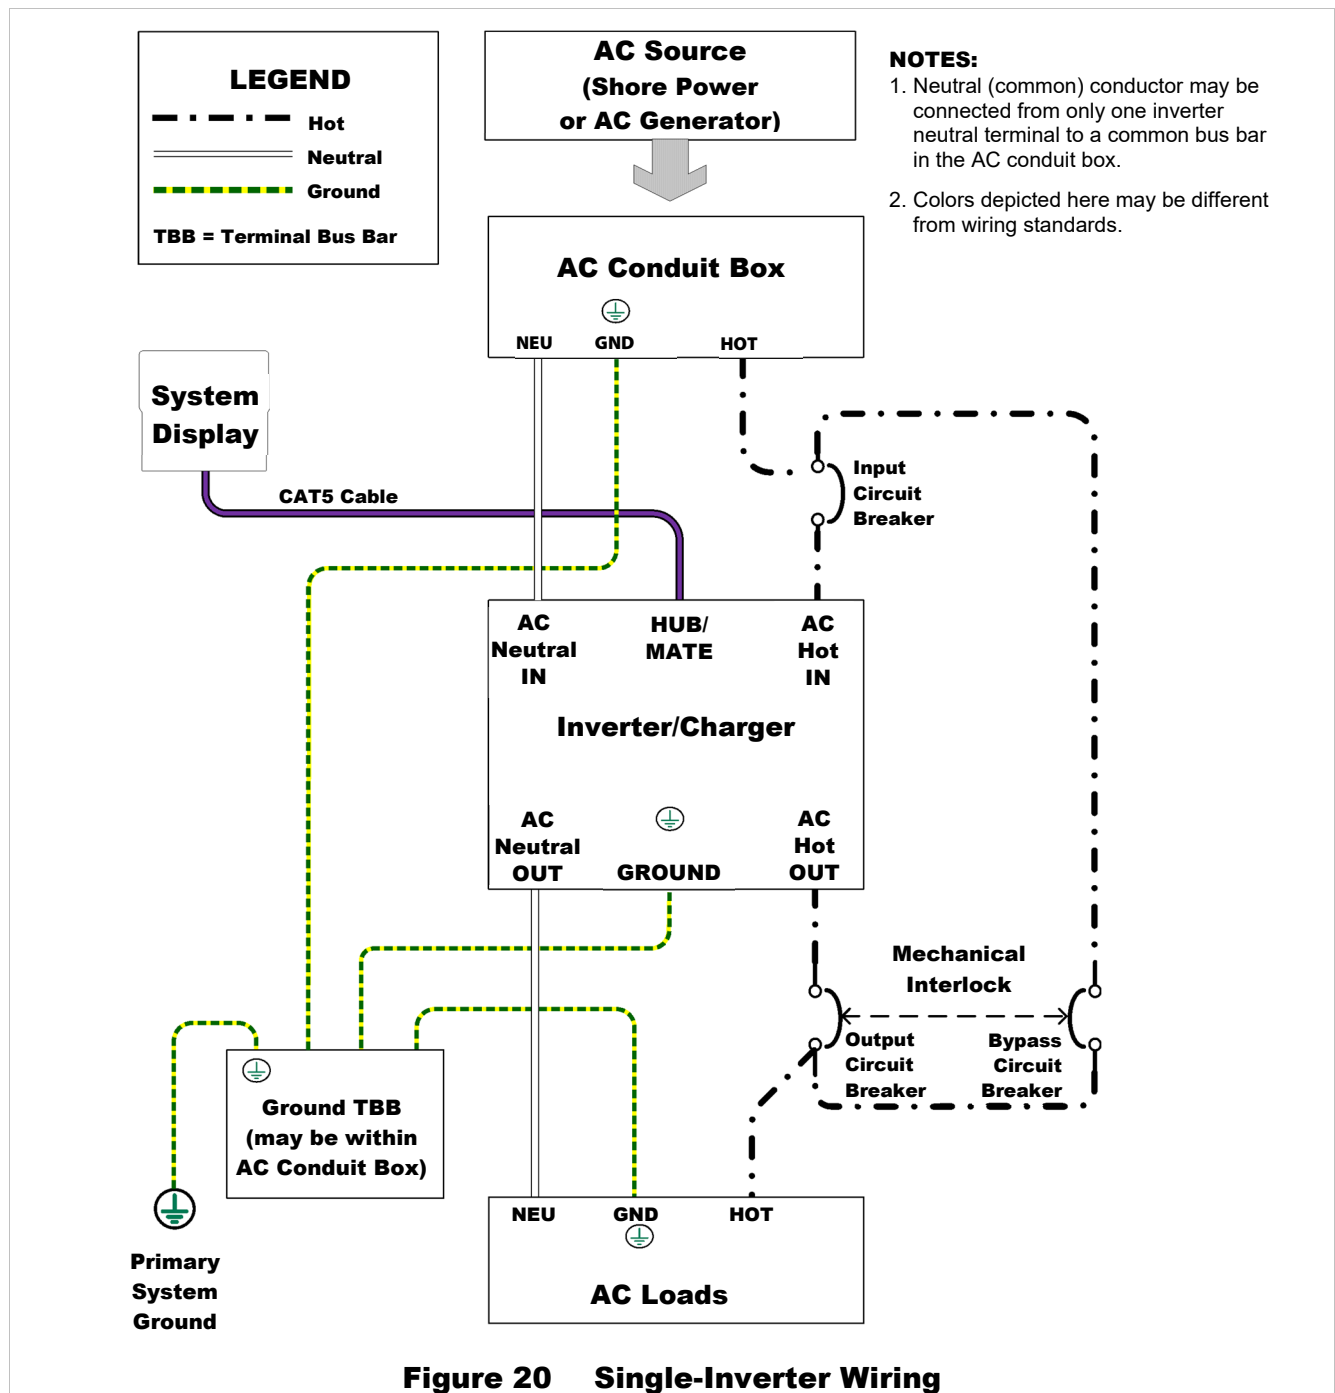 LEGEND
Hot
Neutral
Ground
TBB = Terminal Bus Bar
AC Source
(Shore Power
or AC Generator)
NOTES:
1. Neutral (common) conductor may be
connected from only one inverter
neutral terminal to a common bus bar
in the AC conduit box.
2. Colors depicted here may be different
from wiring standards.
AC Conduit Box
NEU GND HOT
System
Display
CAT5 Cable
Input
Circuit
Breaker
AC
Neutral
IN
HUB/
MATE
AC
Hot
IN
Inverter/Charger
AC
Neutral
OUT
GROUND
AC
Hot
OUT
Mechanical
Interlock
Output
Circuit
Breaker
Bypass
Circuit
Breaker
Ground TBB
(may be within
AC Conduit Box)
Primary
System
Ground
NEU GND HOT
AC Loads
Figure 20 Single-Inverter Wiring